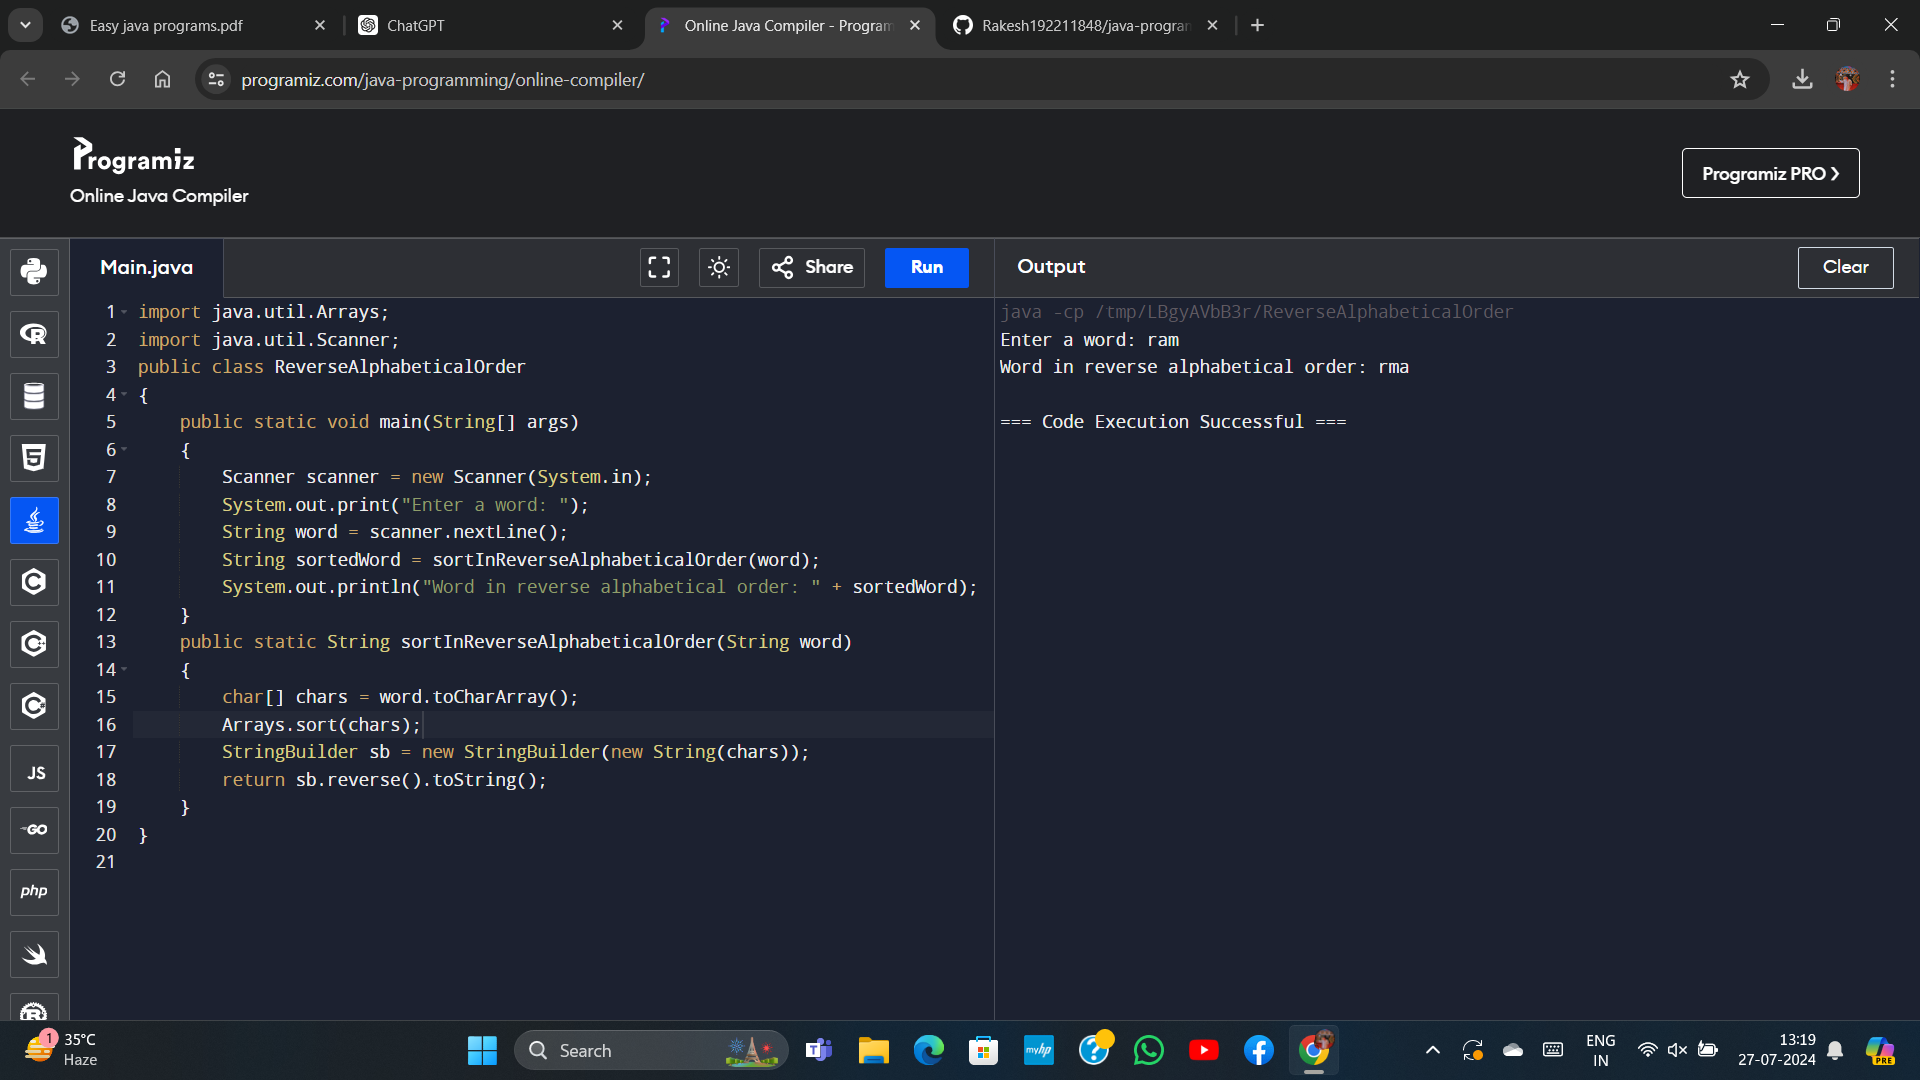 Easy java programs.pdf
ChatGPT
Online Java Compiler - Program
Rakesh192211848/java-program
programiz.com/java-programming/online-compiler/
Programiz
Online Java Compiler
Programiz PRO ❯
Main.java
Share
Run
Output
Clear
1 import java.util.Arrays;
2 import java.util.Scanner;
3 public class ReverseAlphabeticalOrder
4 {
5 public static void main(String[] args)
6 {
7 Scanner scanner = new Scanner(System.in);
8 System.out.print("Enter a word: ");
9 String word = scanner.nextLine();
10 String sortedWord = sortInReverseAlphabeticalOrder(word);
11 System.out.println("Word in reverse alphabetical order: " + sortedWord);
12 }
13 public static String sortInReverseAlphabeticalOrder(String word)
14 {
15 char[] chars = word.toCharArray();
16 Arrays.sort(chars);
17 StringBuilder sb = new StringBuilder(new String(chars));
18 return sb.reverse().toString();
19 }
20 }
21
java -cp /tmp/LBgyAVbB3r/ReverseAlphabeticalOrder
Enter a word: ram
Word in reverse alphabetical order: rma
=== Code Execution Successful ===
JS
GO
php
1
35°C
Haze
Search
myhp
ENG
IN
13:19
27-07-2024
PRE